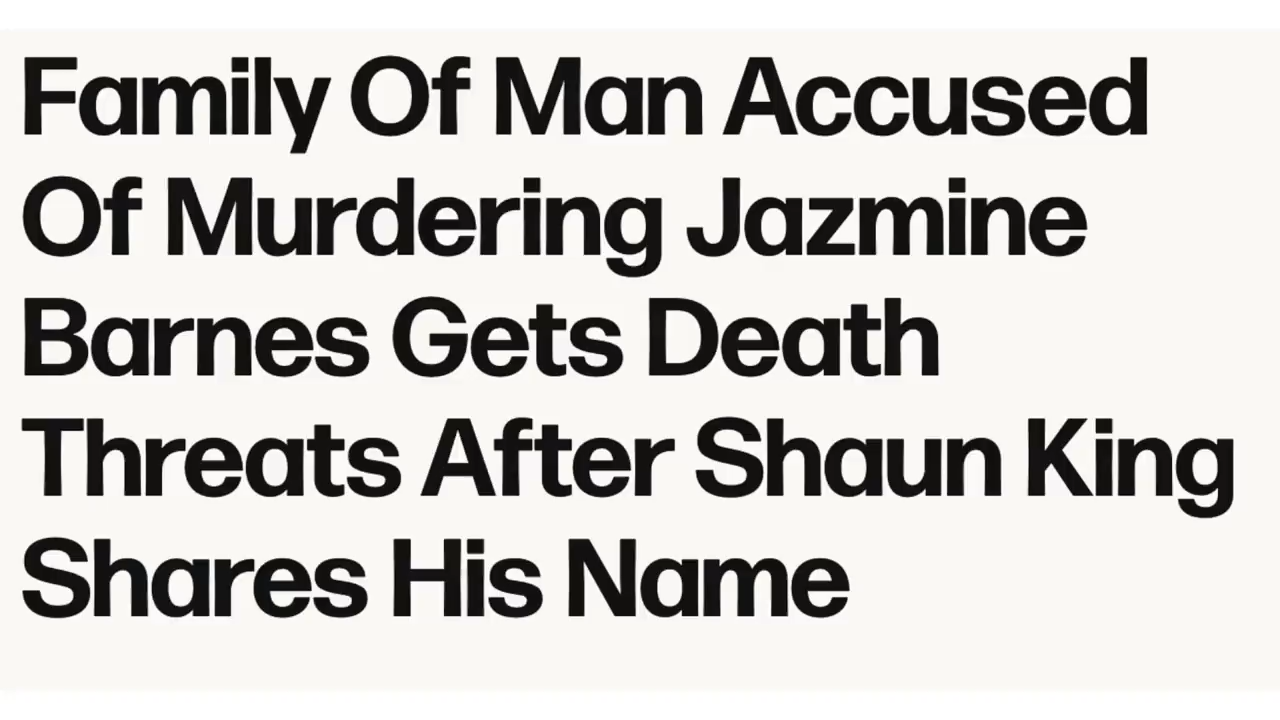 Family Of Man Accused
Of Murdering Jazmine
Barnes Gets Death
Threats After Shaun King
Shares His Name